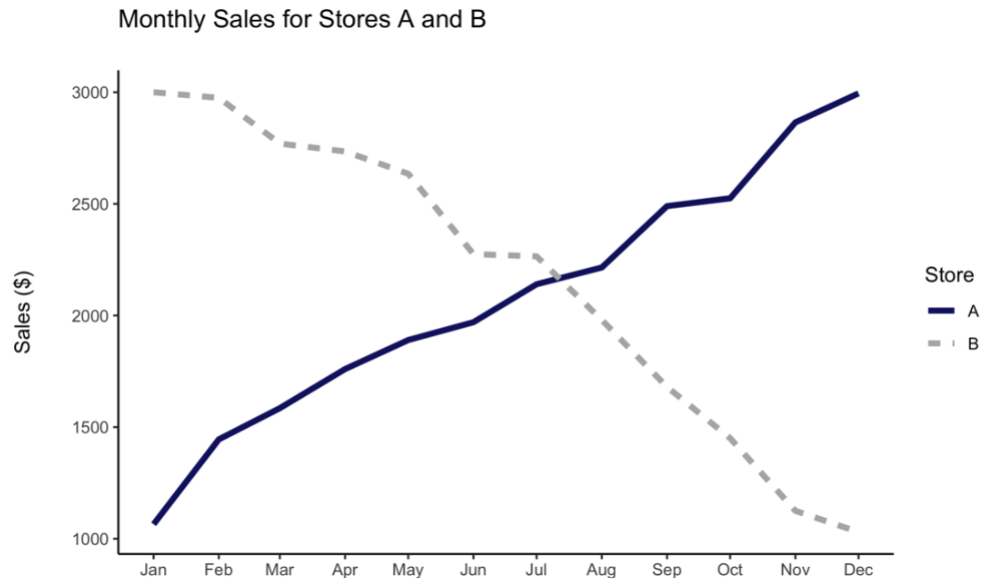 Monthly Sales for Stores A and B
3000
2500
2000
1500
1000
Sales ($)
Jan Feb Mar Apr May Jun Jul Aug Sep Oct Nov Dec
Store
A
B